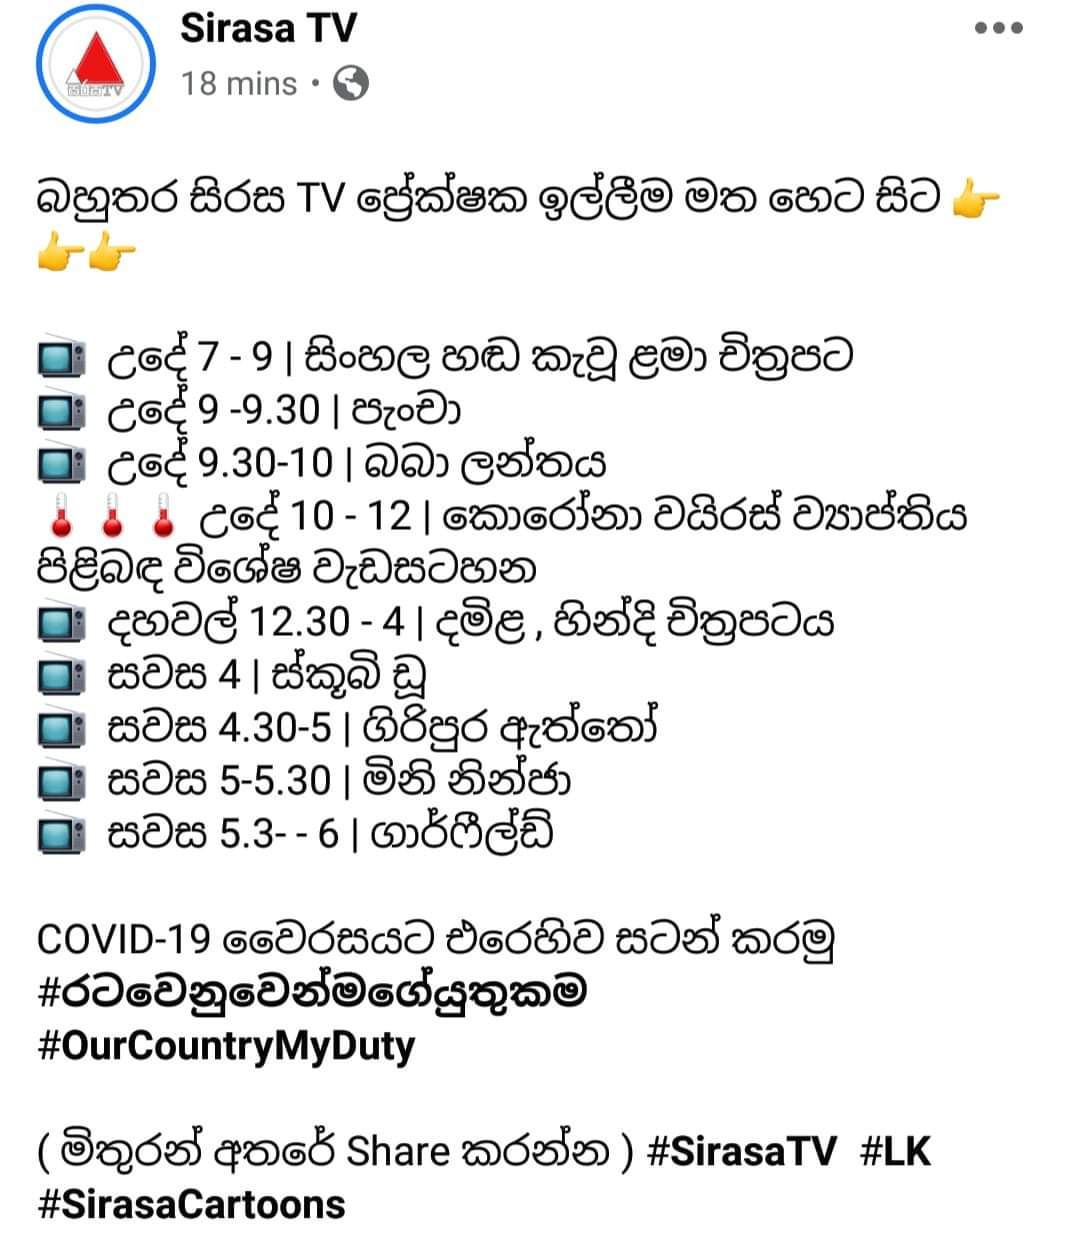 Sirasa TV
18 mins •
සිරස TV
බහුතර සිරස TV ප්‍රේක්ෂක ඉල්ලීම මත හෙට සිට 👉
👉👉
📺 උදේ 7 - 9 | සිංහල හඬ කැවූ ළමා චිත්‍රපට
📺 උදේ 9 -9.30 | පැංචා
📺 උදේ 9.30-10 | බබා ලන්තය
🌡️🌡️🌡️ උදේ 10 - 12 | කොරෝනා වයිරස් ව්‍යාප්තිය
පිළිබඳ විශේෂ වැඩසටහන
📺 දහවල් 12.30 - 4 | දමිළ , හින්දි චිත්‍රපටය
📺 සවස 4 | ස්කූබි ඩූ
📺 සවස 4.30-5 | ගිරිපුර ඇත්තෝ
📺 සවස 5-5.30 | මිනි නින්ජා
📺 සවස 5.3- - 6 | ගාර්ෆීල්ඩ්
COVID-19 වෛරසයට එරෙහිව සටන් කරමු
#රටවෙනුවෙන්මගේයුතුකම
#OurCountryMyDuty
( මිතුරන් අතරේ Share කරන්න ) #SirasaTV #LK
#SirasaCartoons